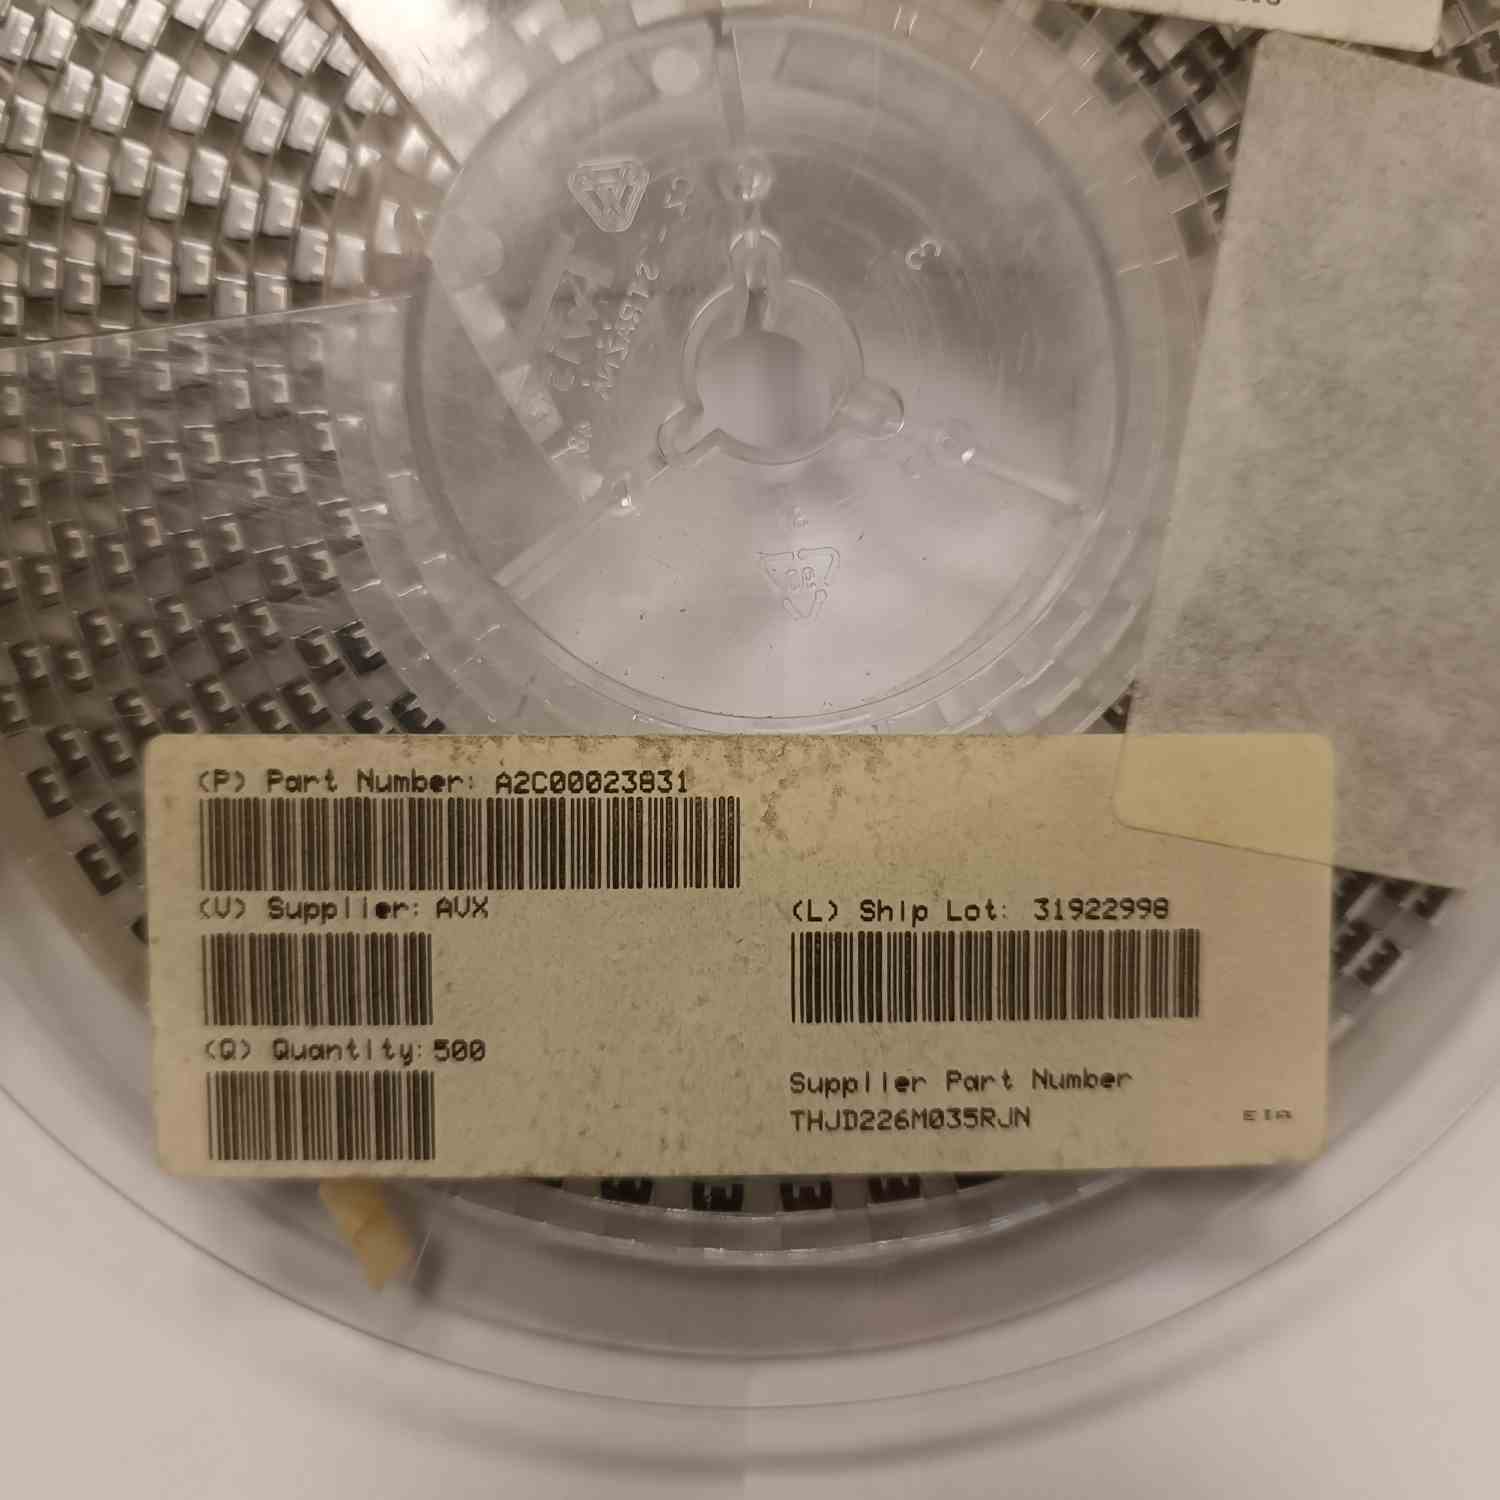 (P) Part Number: A2C00023831
(V) Supplier: AVX
(L) Ship Lot: 31922998
(Q) Quantity: 500
Supplier Part Number
THJD226M035RJN
EIA